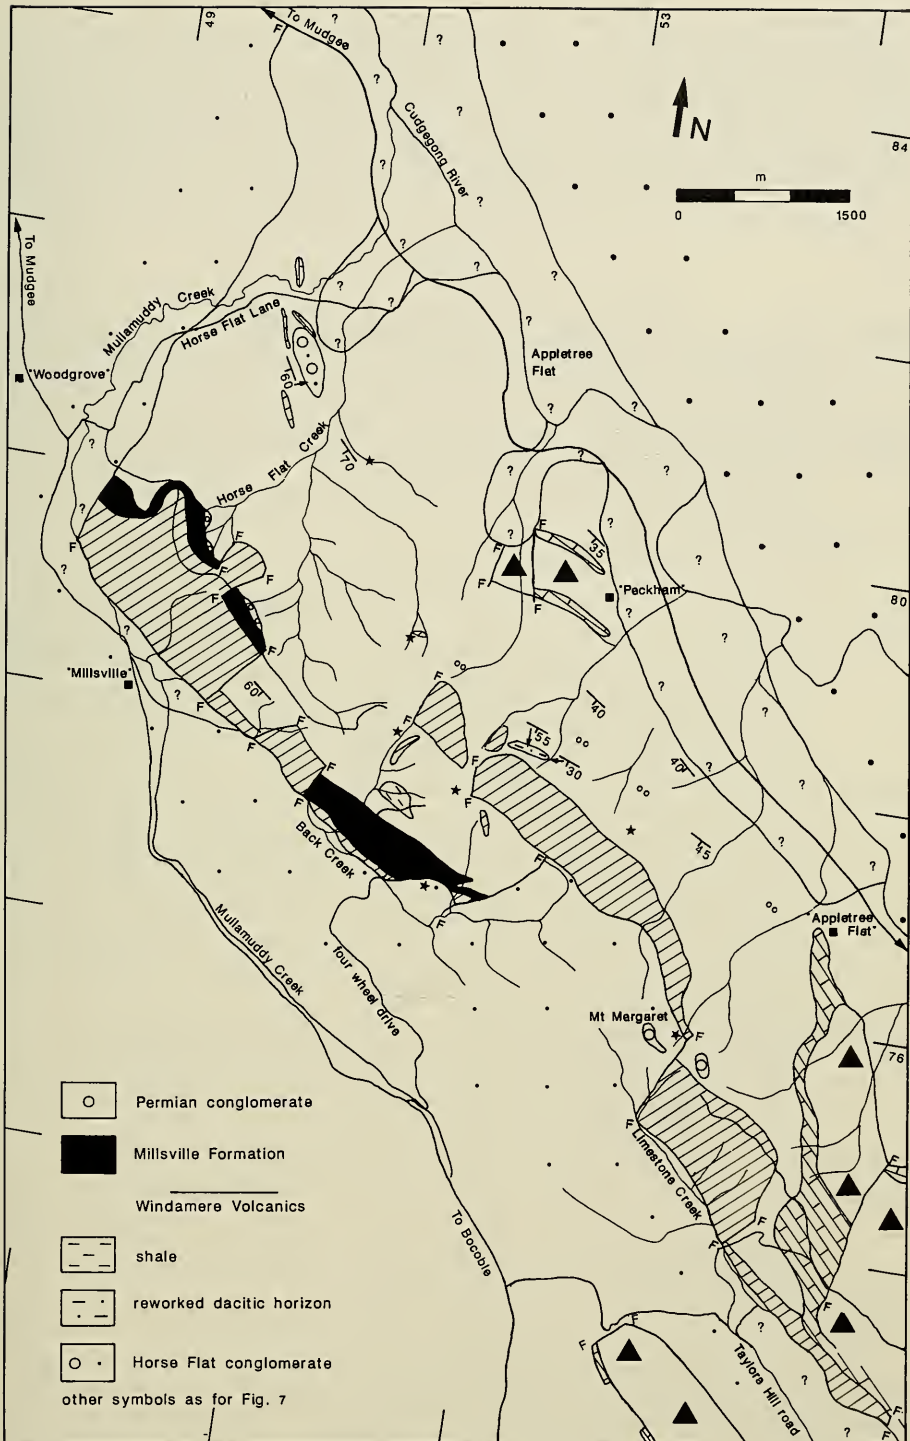 49
53
To Mudgee
F
?
?
?
?
?
Cudgegong River
?
?
N
84
m
0 1500
To Mudgee
?
?
?
?
?
Mullamuddy Creek
Horse Flat Lane
?
?
?
?
"Woodgrove"
60
Appletree
Flat
?
?
Horse Flat Creek
70
?
?
?
?
F
F
F
F
?
F
35
F
F
F
"Peckham"
80
?
?
F
"Millsville"
?
60
F
F
F
F
40
?
55
30
40
?
F
F
F
F
45
?
Back Creek
F
F
?
Mullamuddy Creek
four wheel drive
"Appletree
Flat"
Mt Margaret
F
76
F
Limestone Creek
F
F
To Bocoble
F
F
F
?
?
Taylors Hill road
F
F
?
Permian conglomerate
Millsville Formation
Windamere Volcanics
shale
reworked dacitic horizon
Horse Flat conglomerate
other symbols as for Fig. 7